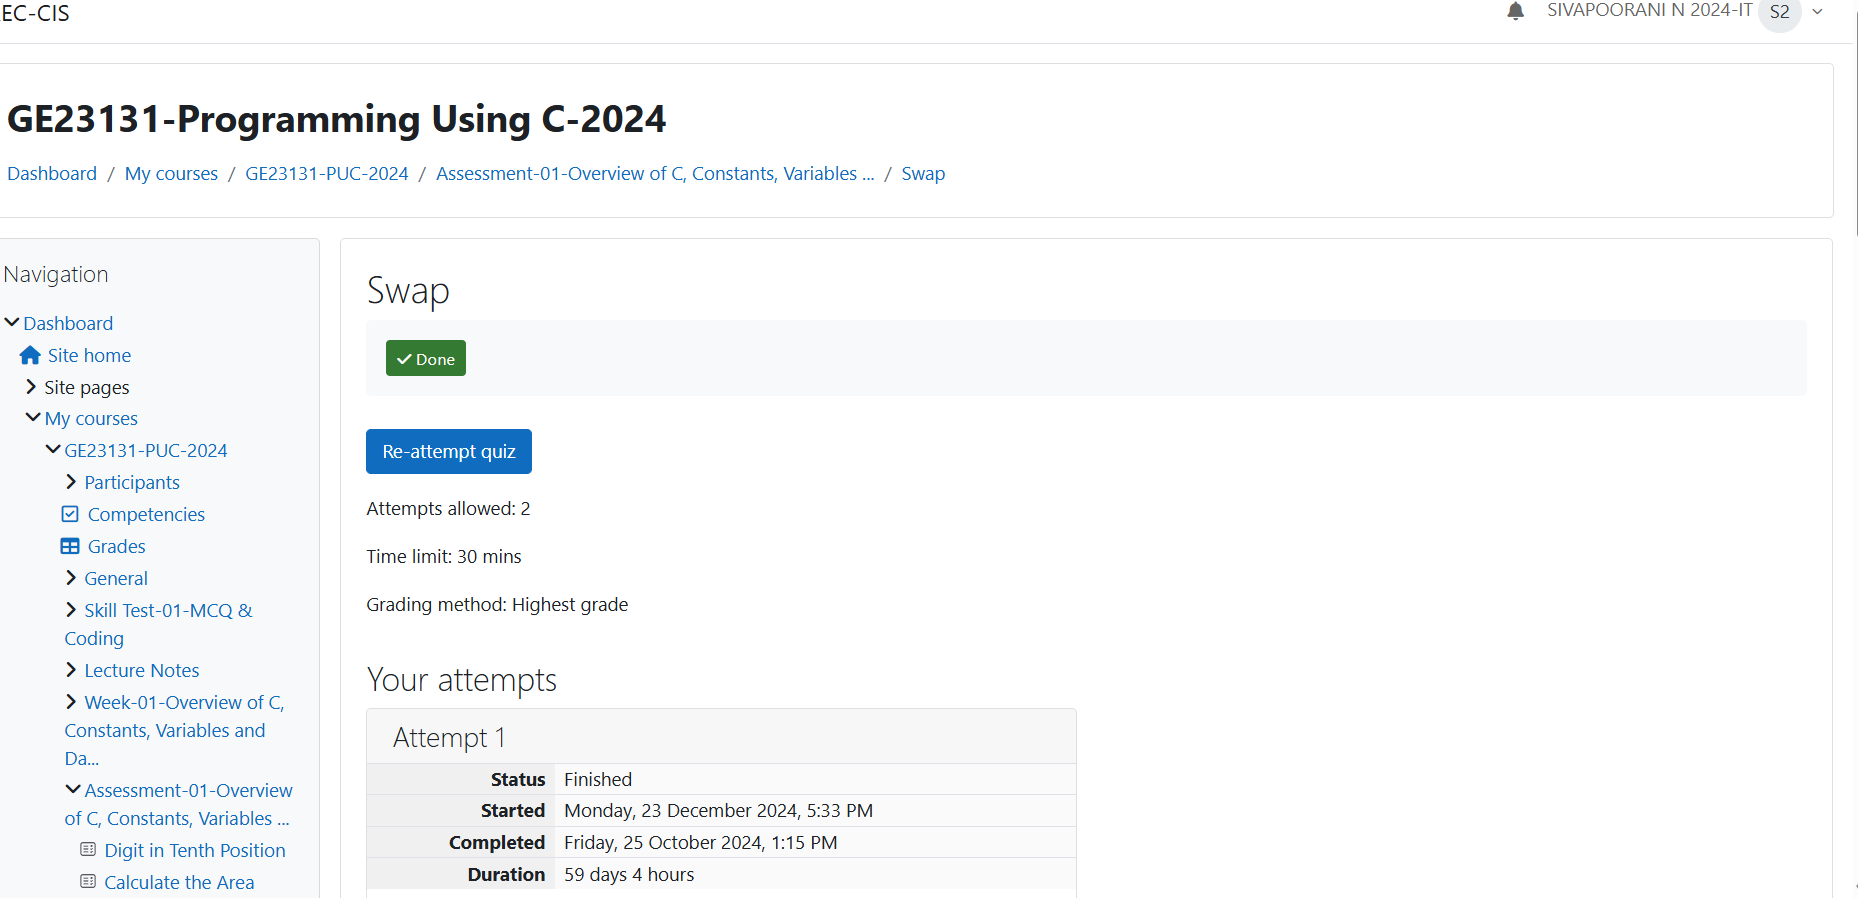 EC-CIS
SIVAPOORANI N 2024-IT S2
GE23131-Programming Using C-2024
Dashboard / My courses / GE23131-PUC-2024 / Assessment-01-Overview of C, Constants, Variables ... / Swap
Navigation
Dashboard
Site home
Site pages
My courses
GE23131-PUC-2024
Participants
Competencies
Grades
General
Skill Test-01-MCQ &
Coding
Lecture Notes
Week-01-Overview of C,
Constants, Variables and
Da...
Assessment-01-Overview
of C, Constants, Variables ...
Digit in Tenth Position
Calculate the Area
Swap
Done
Re-attempt quiz
Attempts allowed: 2
Time limit: 30 mins
Grading method: Highest grade
Your attempts
Attempt 1
Status Finished
Started Monday, 23 December 2024, 5:33 PM
Completed Friday, 25 October 2024, 1:15 PM
Duration 59 days 4 hours